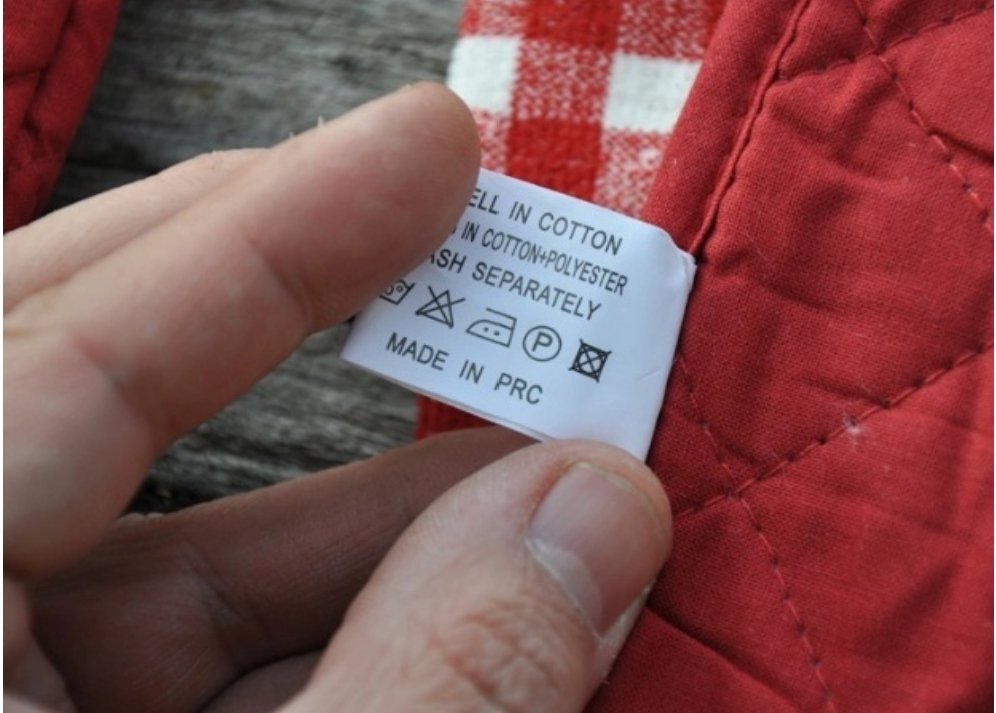 ELL IN COTTON
IN COTTON+POLYESTER
ASH SEPARATELY
P
MADE IN PRC